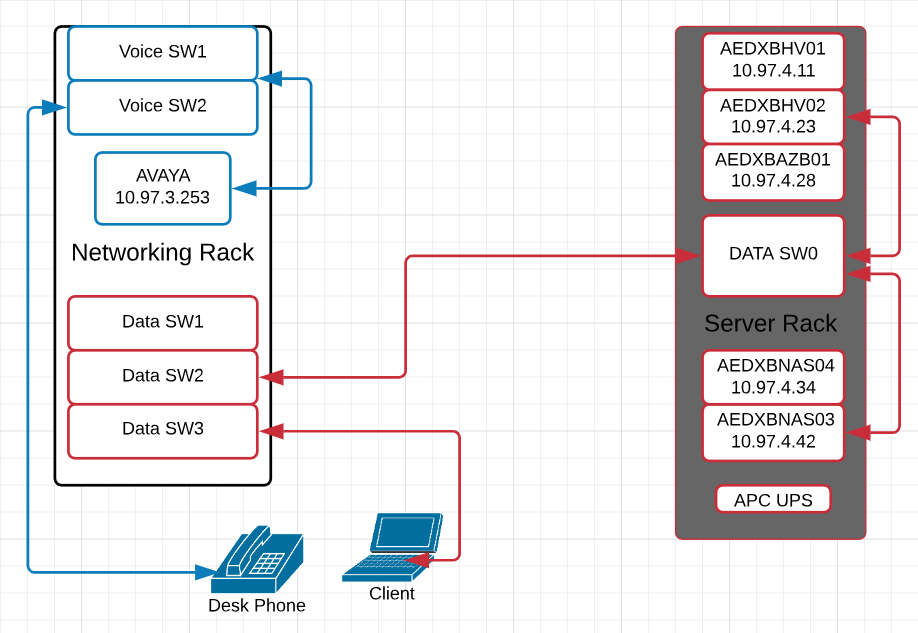 Voice SW1
Voice SW2
AVAYA
10.97.3.253
Networking Rack
Data SW1
Data SW2
Data SW3
Desk Phone
Client
AEDXBHV01
10.97.4.11
AEDXBHV02
10.97.4.23
AEDXBAZB01
10.97.4.28
DATA SW0
Server Rack
AEDXBNAS04
10.97.4.34
AEDXBNAS03
10.97.4.42
APC UPS